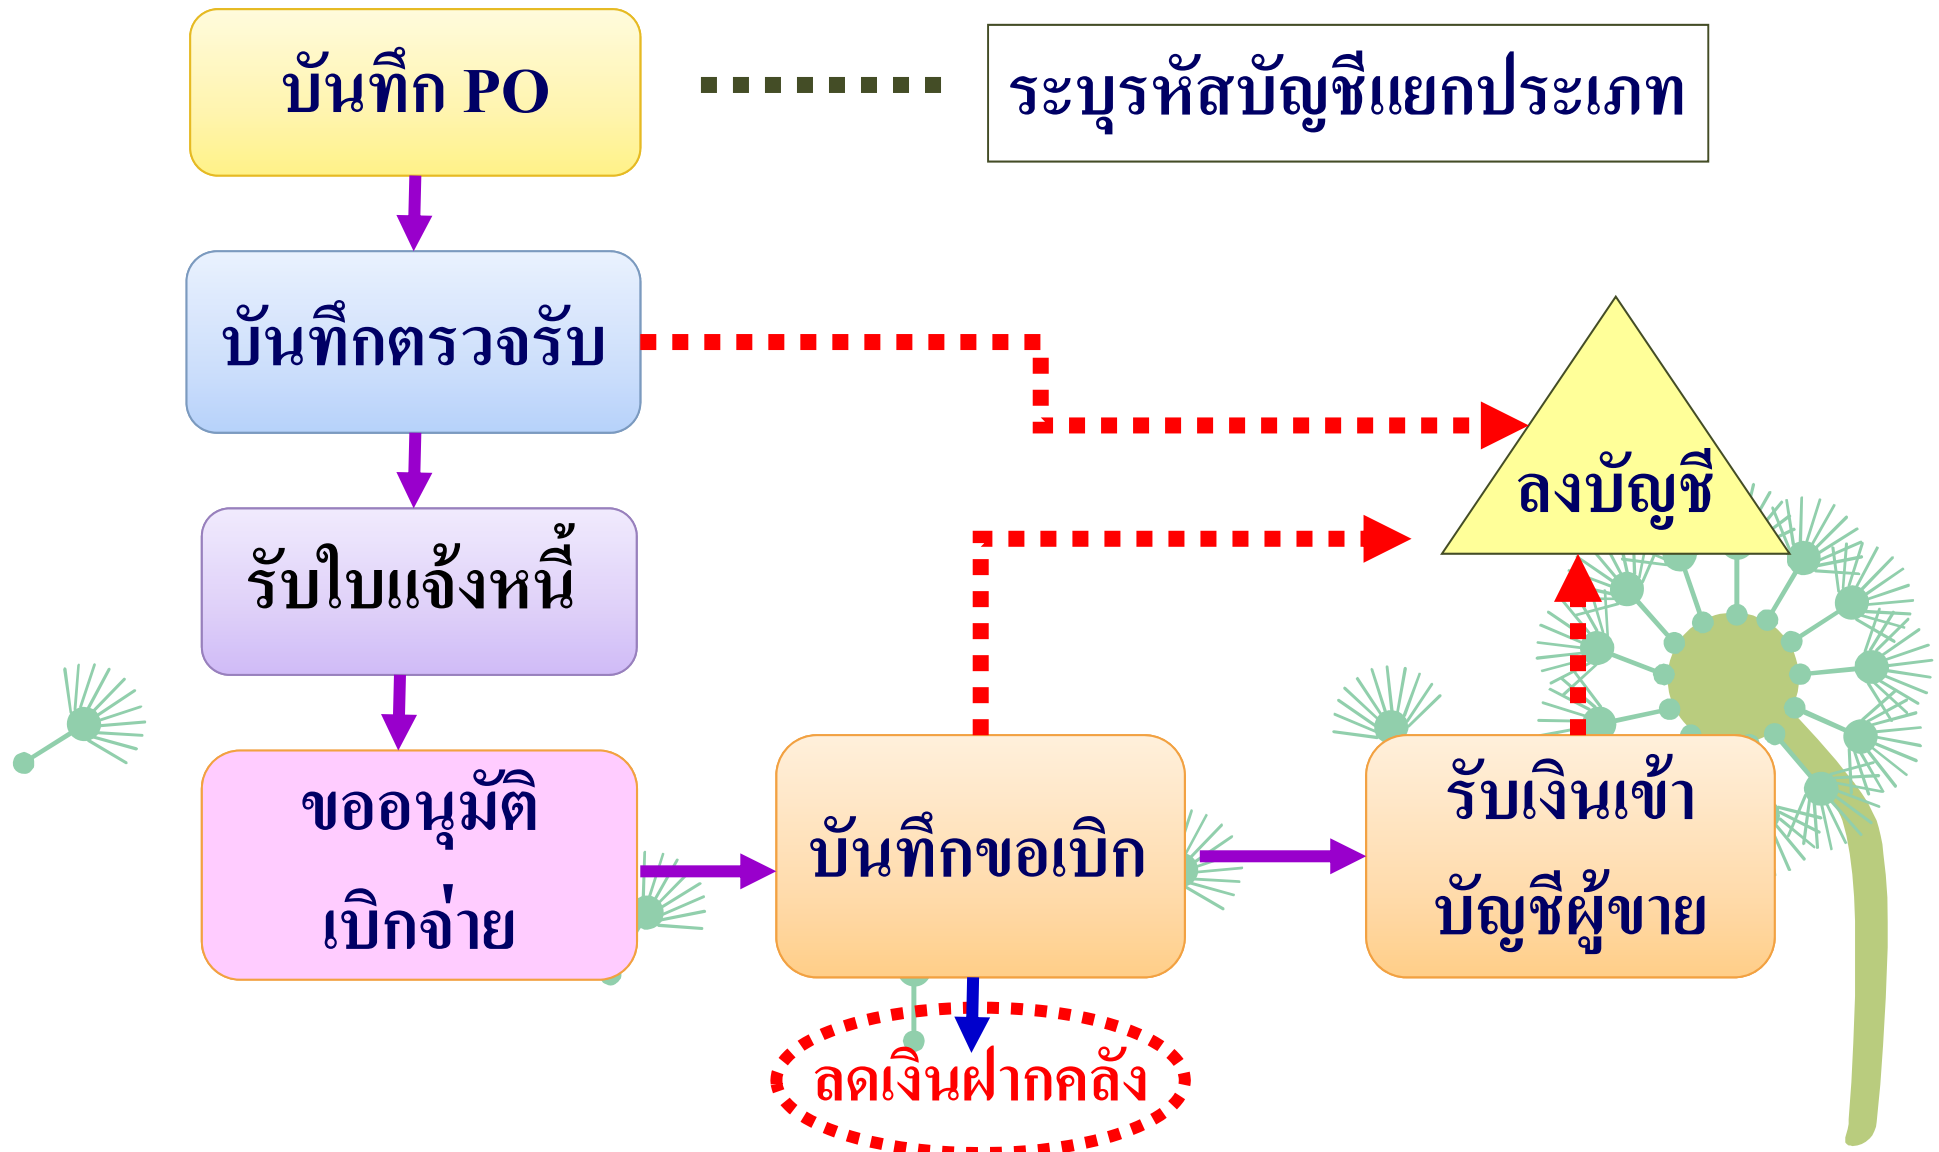 บันทึก PO
ระบุรหัสบัญชีแยกประเภท
บันทึกตรวจรับ
ลงบัญชี
รับใบแจ้งหนี้
ขออนุมัติ
เบิกจ่าย
บันทึกขอเบิก
รับเงินเข้า
บัญชีผู้ขาย
ลดเงินฝากคลัง